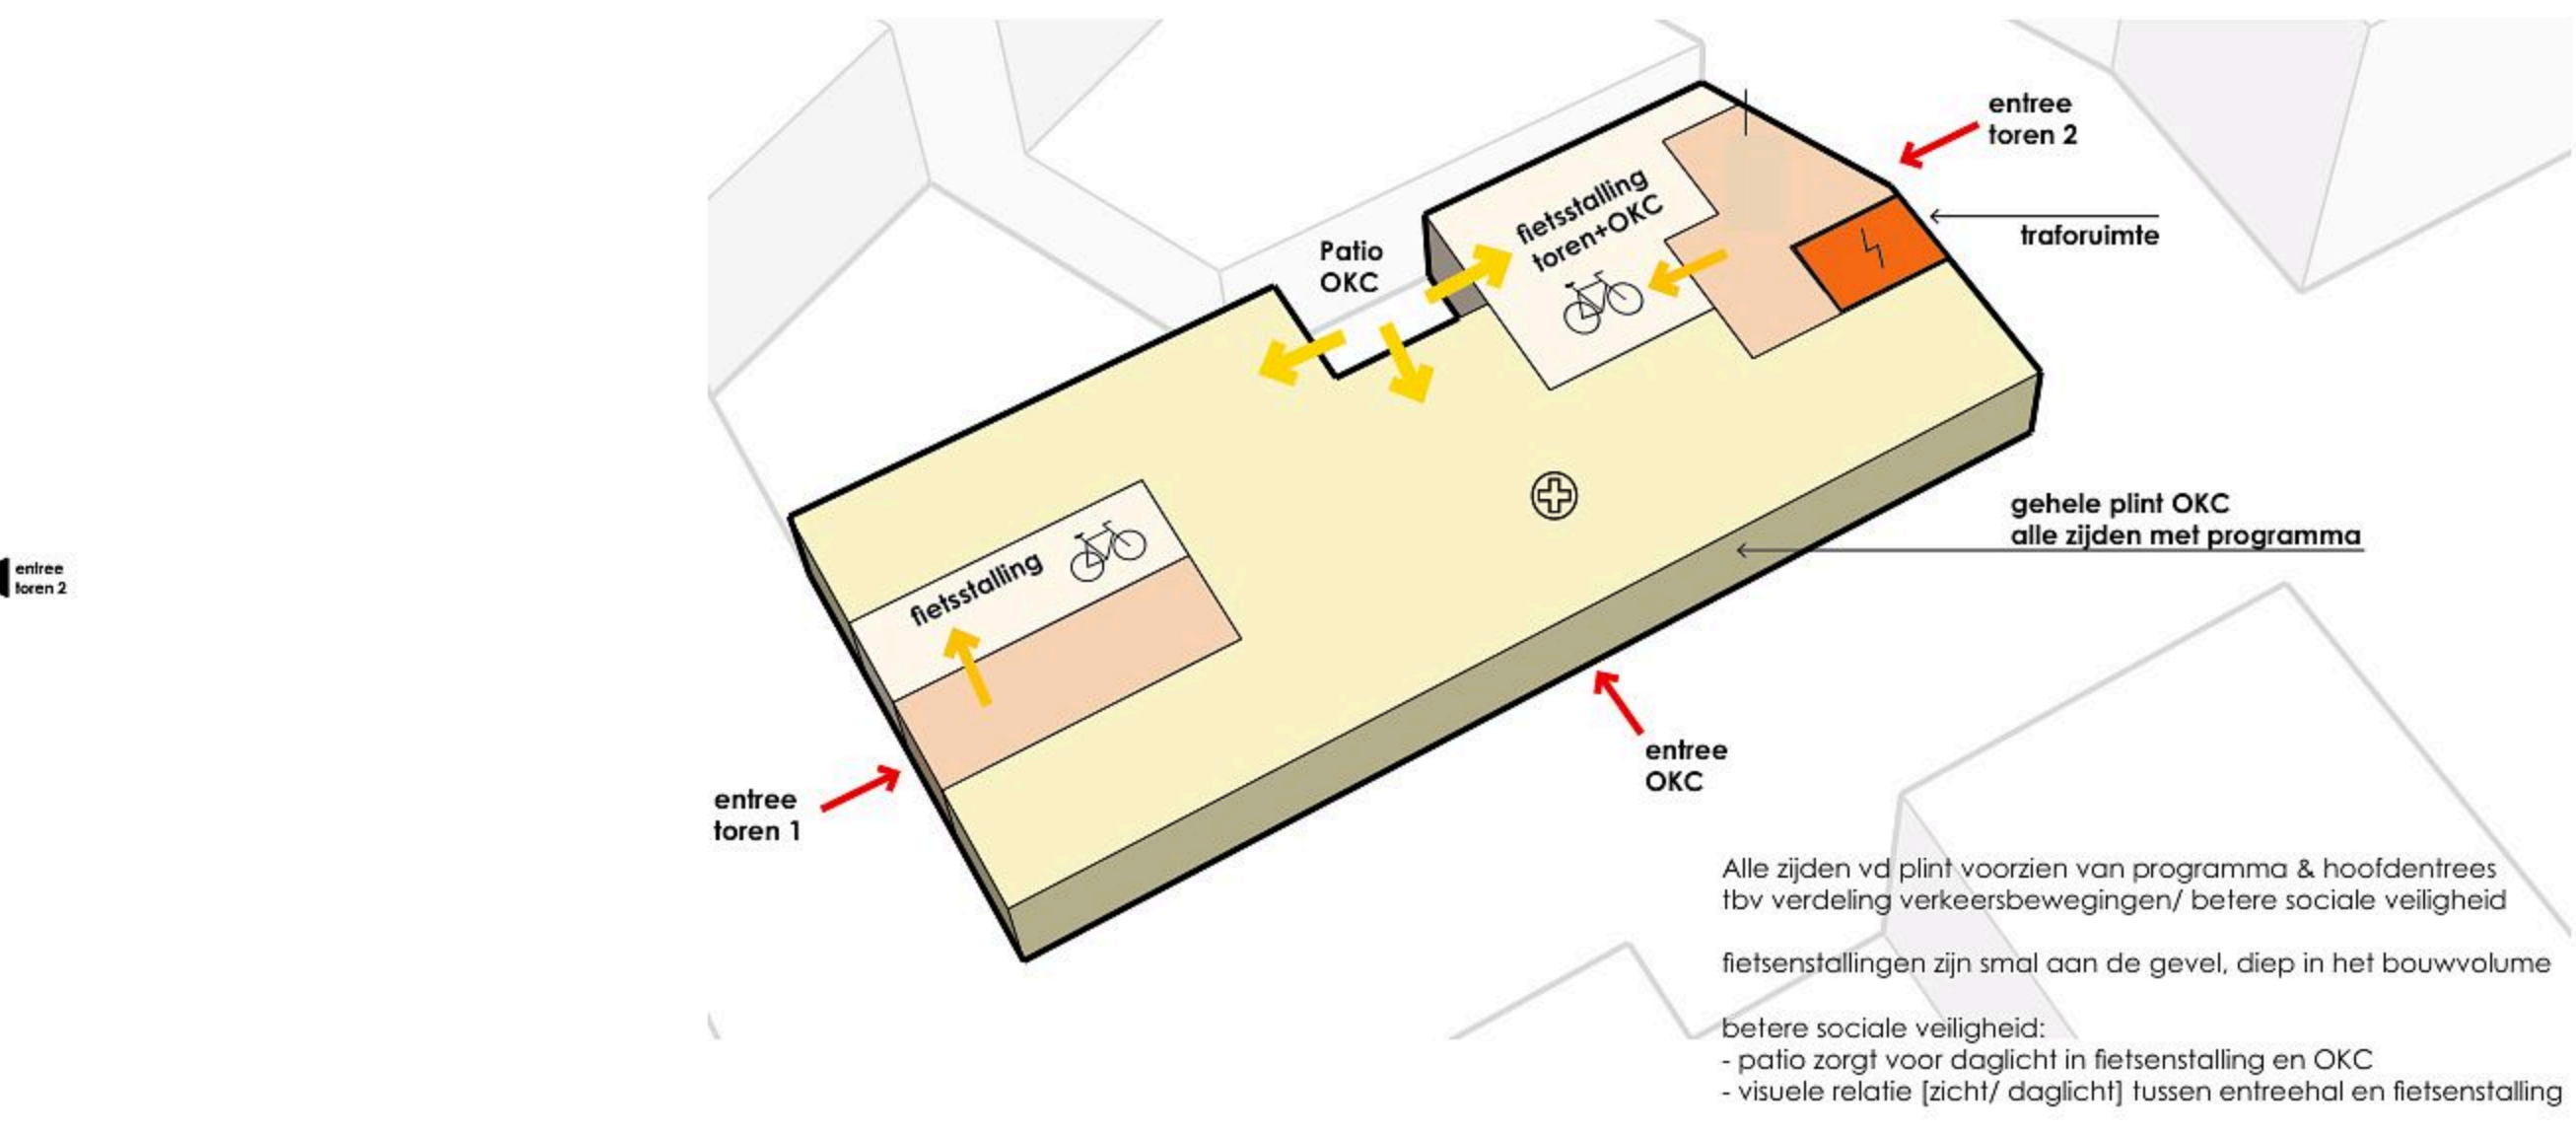 entree
toren 2
entree
toren 2
traforuimte
Patio
OKC
fietsstalling
toren+OKC
gehele plint OKC
alle zijden met programma
fietsstalling
entree
OKC
entree
toren 1
Alle zijden vd plint voorzien van programma & hoofdentrees
tbv verdeling verkeersbewegingen/ betere sociale veiligheid
fietsenstallingen zijn smal aan de gevel, diep in het bouwvolume
betere sociale veiligheid:
- patio zorgt voor daglicht in fietsenstalling en OKC
- visuele relatie [zicht/ daglicht] tussen entreehal en fietsenstalling